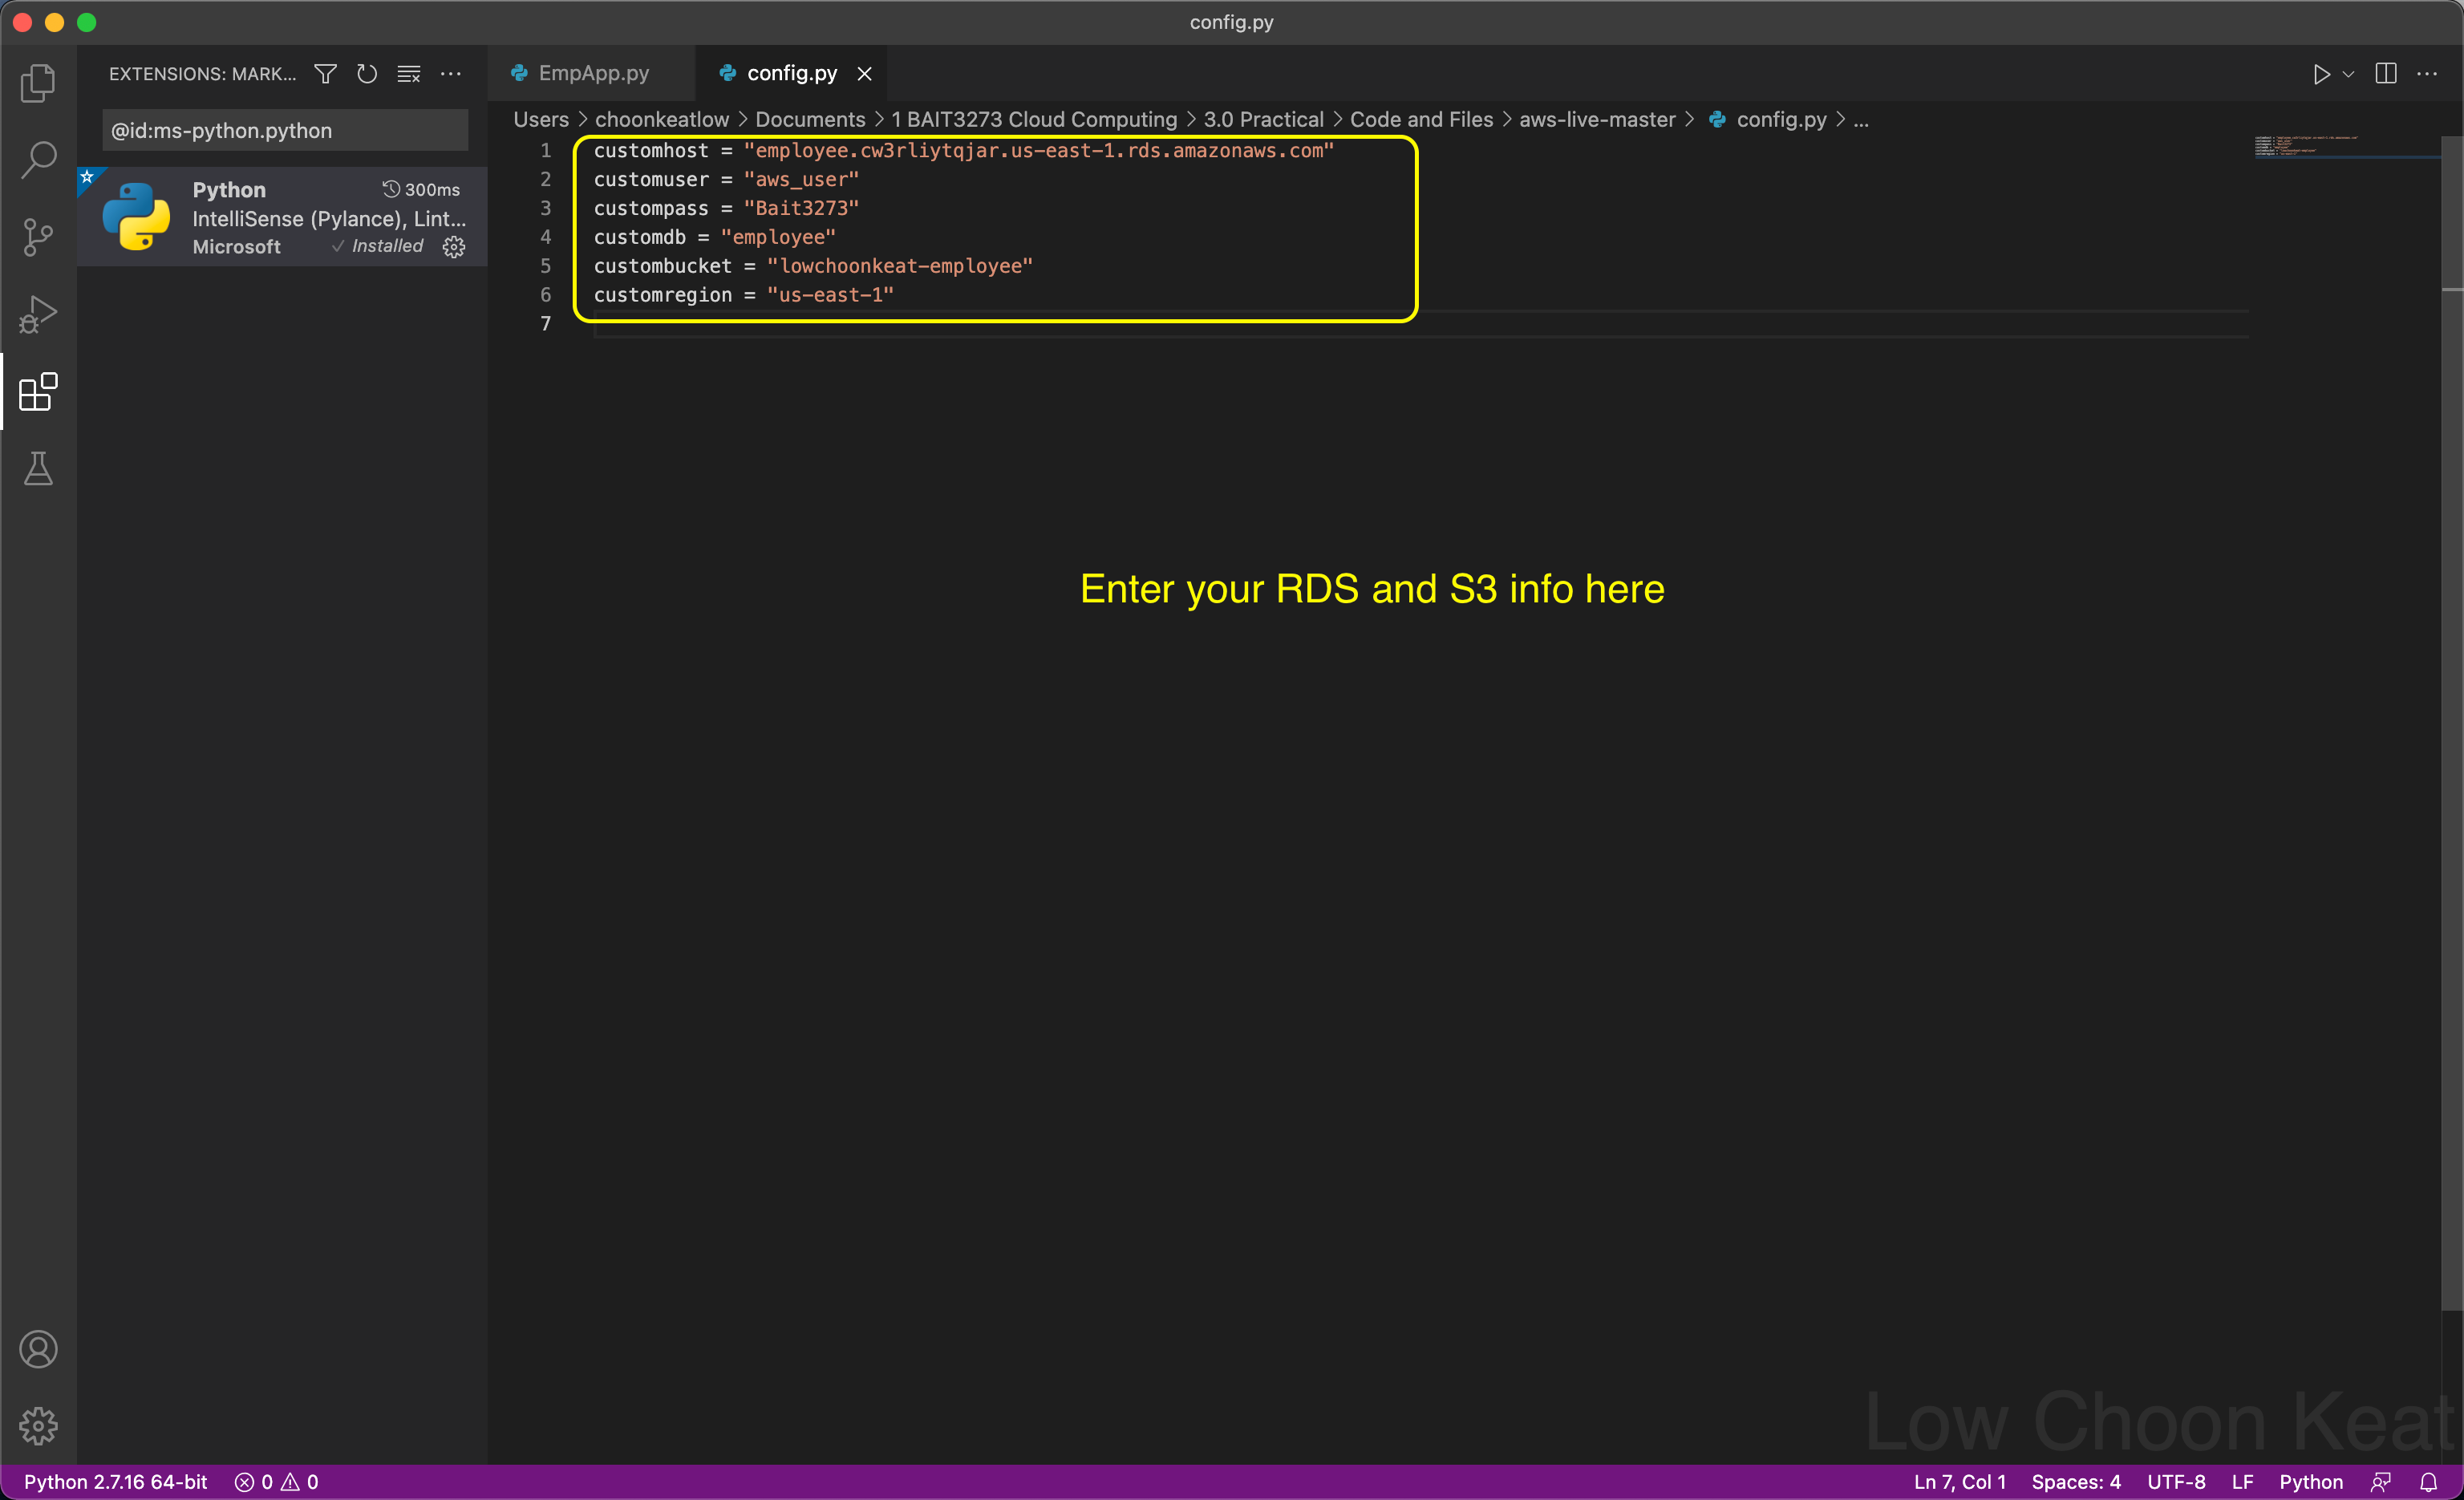 config.py
EXTENSIONS: MARK...
@id:ms-python.python
Python
300ms
IntelliSense (Pylance), Lint...
Microsoft
Installed
EmpApp.py
config.py
Users > choonkeatlow > Documents > 1 BAIT3273 Cloud Computing > 3.0 Practical > Code and Files > aws-live-master > config.py > ...
1 customhost = "employee.cw3rliytqjar.us-east-1.rds.amazonaws.com"
2 customuser = "aws_user"
3 custompass = "Bait3273"
4 customdb = "employee"
5 custombucket = "lowchoonkeat-employee"
6 customregion = "us-east-1"
7
Enter your RDS and S3 info here
Low Choon Keat
Python 2.7.16 64-bit
0
0
Ln 7, Col 1
Spaces: 4
UTF-8
LF
Python